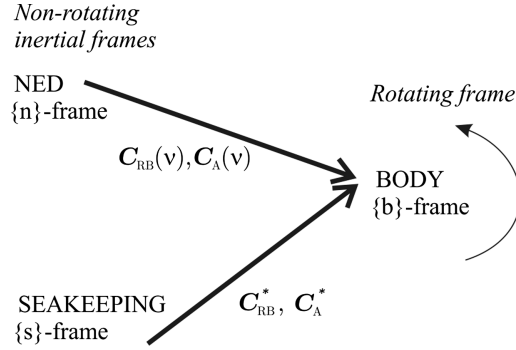 Non-rotating
inertial frames
NED
{n}-frame
Rotating frame
C_RB(ν), C_A(ν)
BODY
{b}-frame
SEAKEEPING
{s}-frame
C*_RB, C*_A